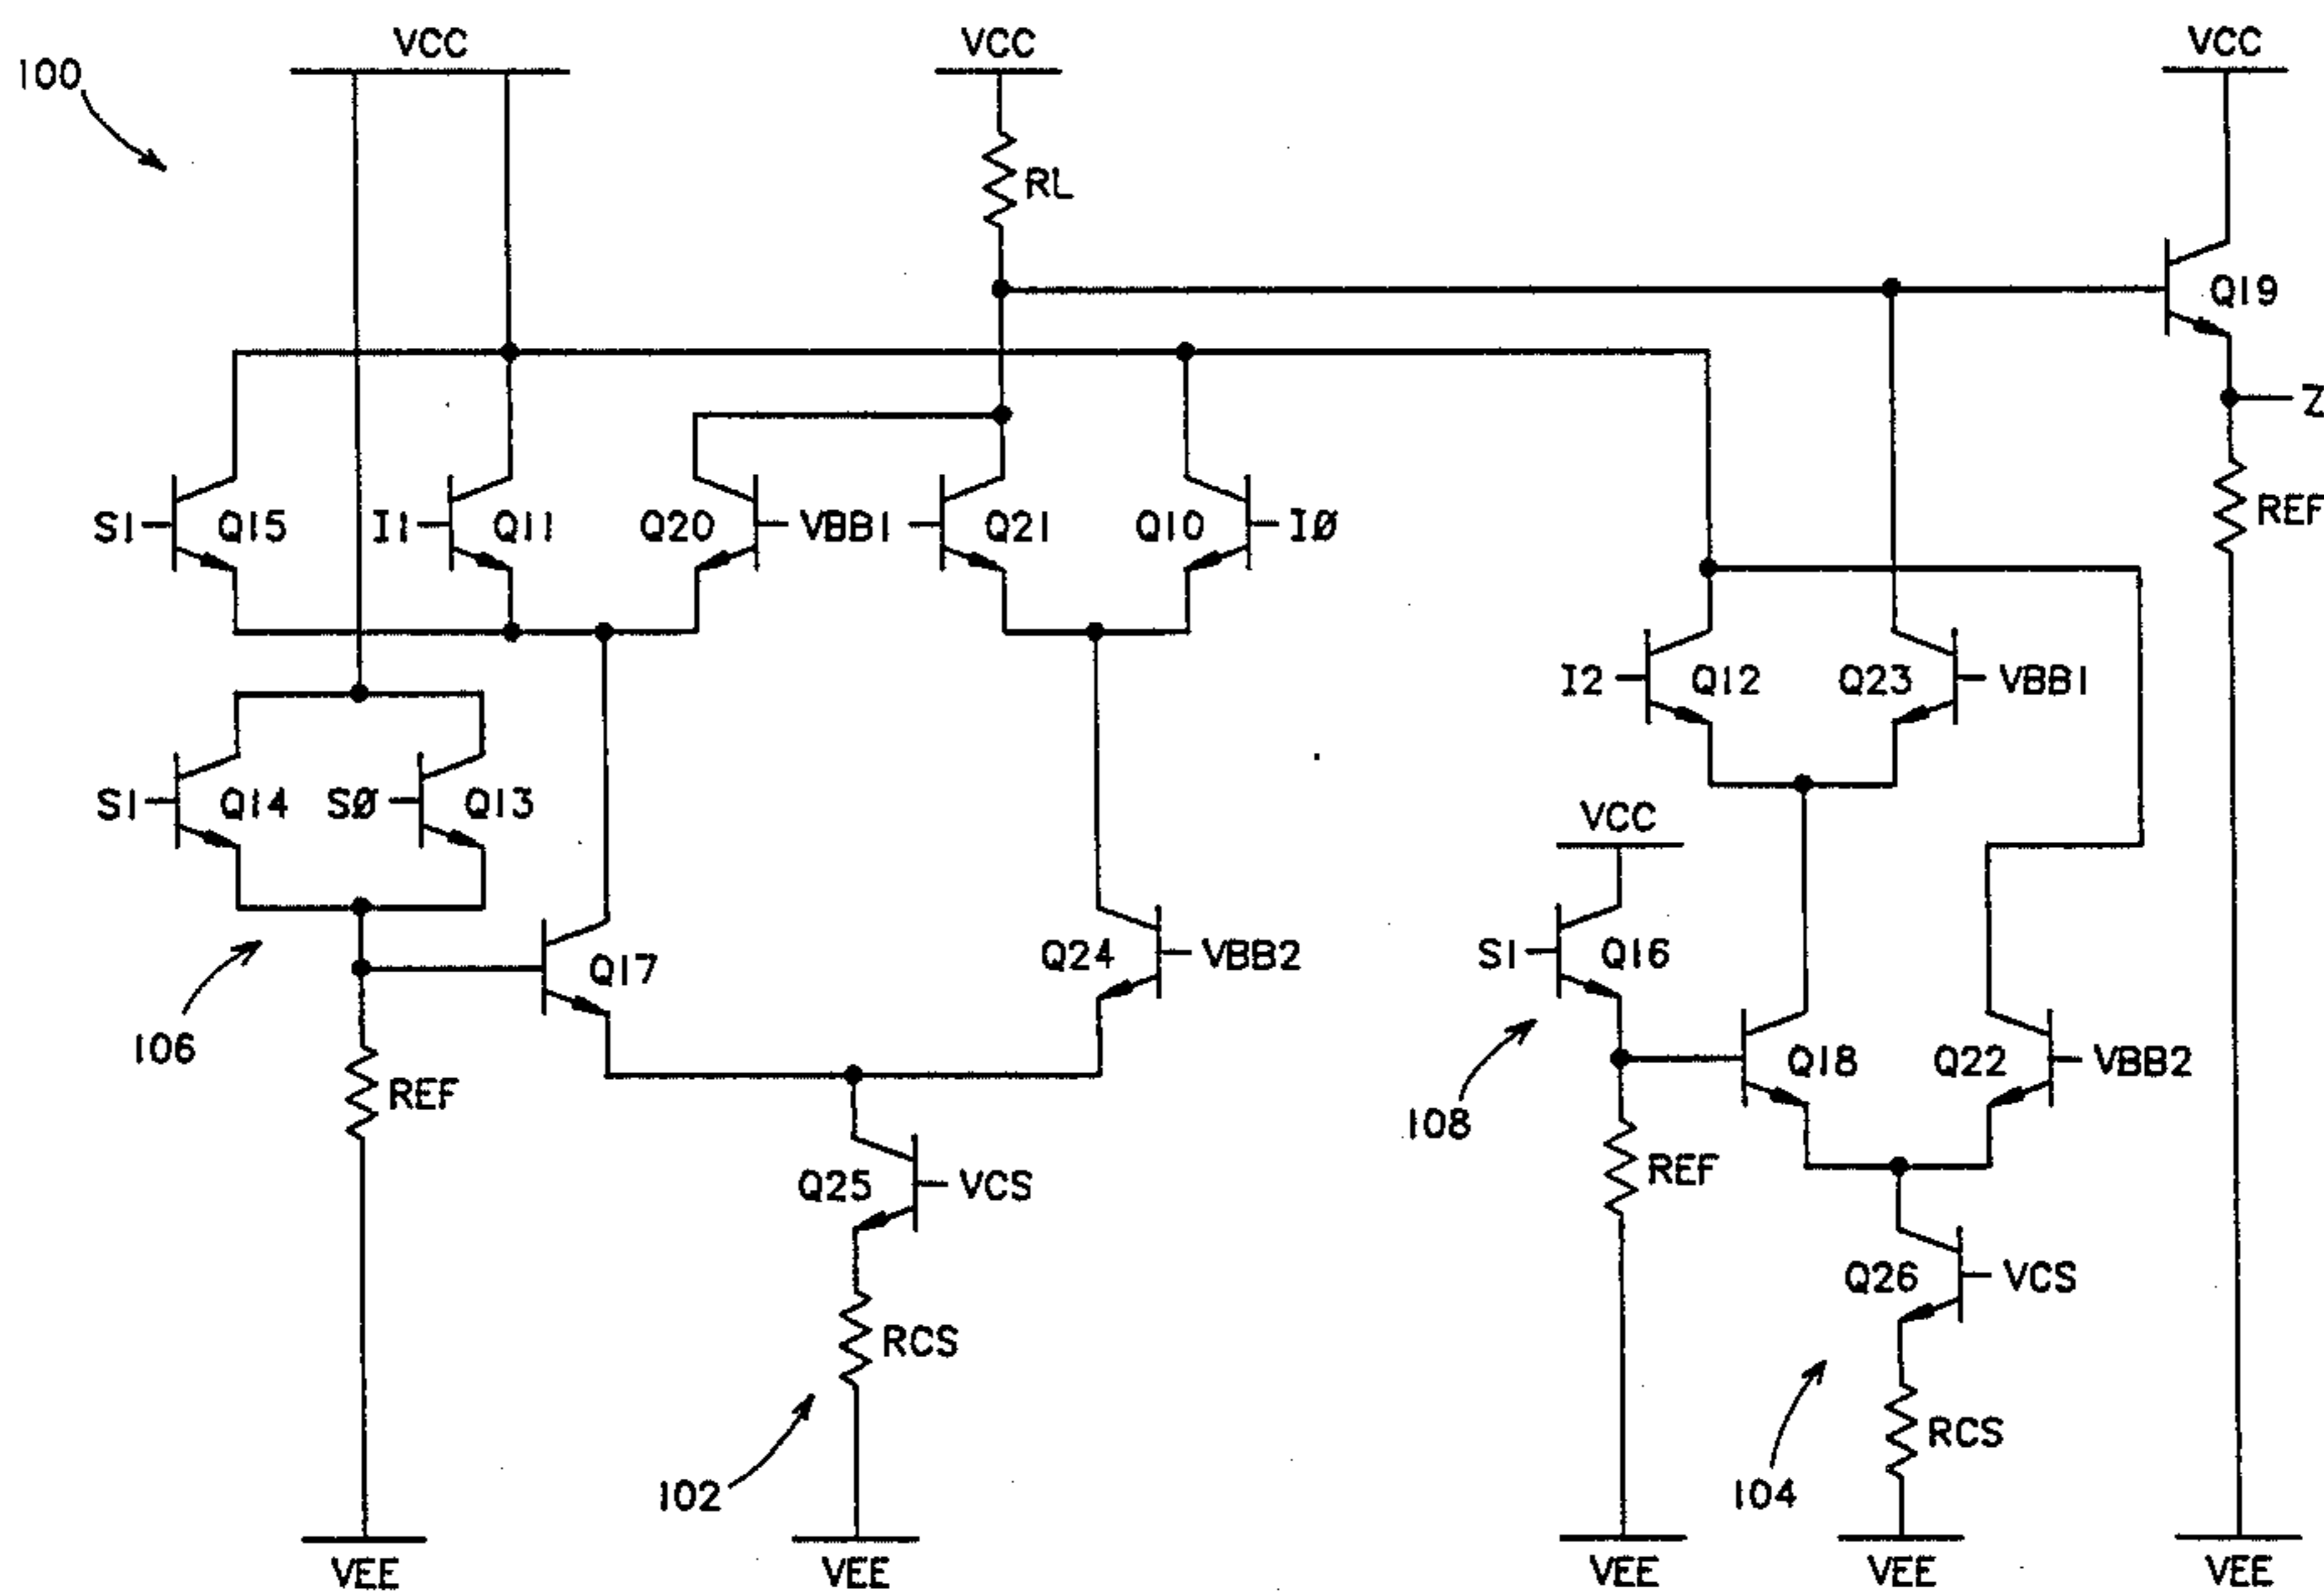 VCC VCC VCC
100
RL
Q19
Z
S1 Q15 I1 Q11 Q20 VBB1 Q21 Q10 IØ
REF
I2 Q12 Q23 VBB1
S1 Q14 SØ Q13
VCC
S1 Q16
Q17 Q24 VBB2
106
Q18 Q22 VBB2
REF
108
REF
Q25 VCS
Q26 VCS
RCS
RCS
102 104
VEE VEE VEE VEE VEE